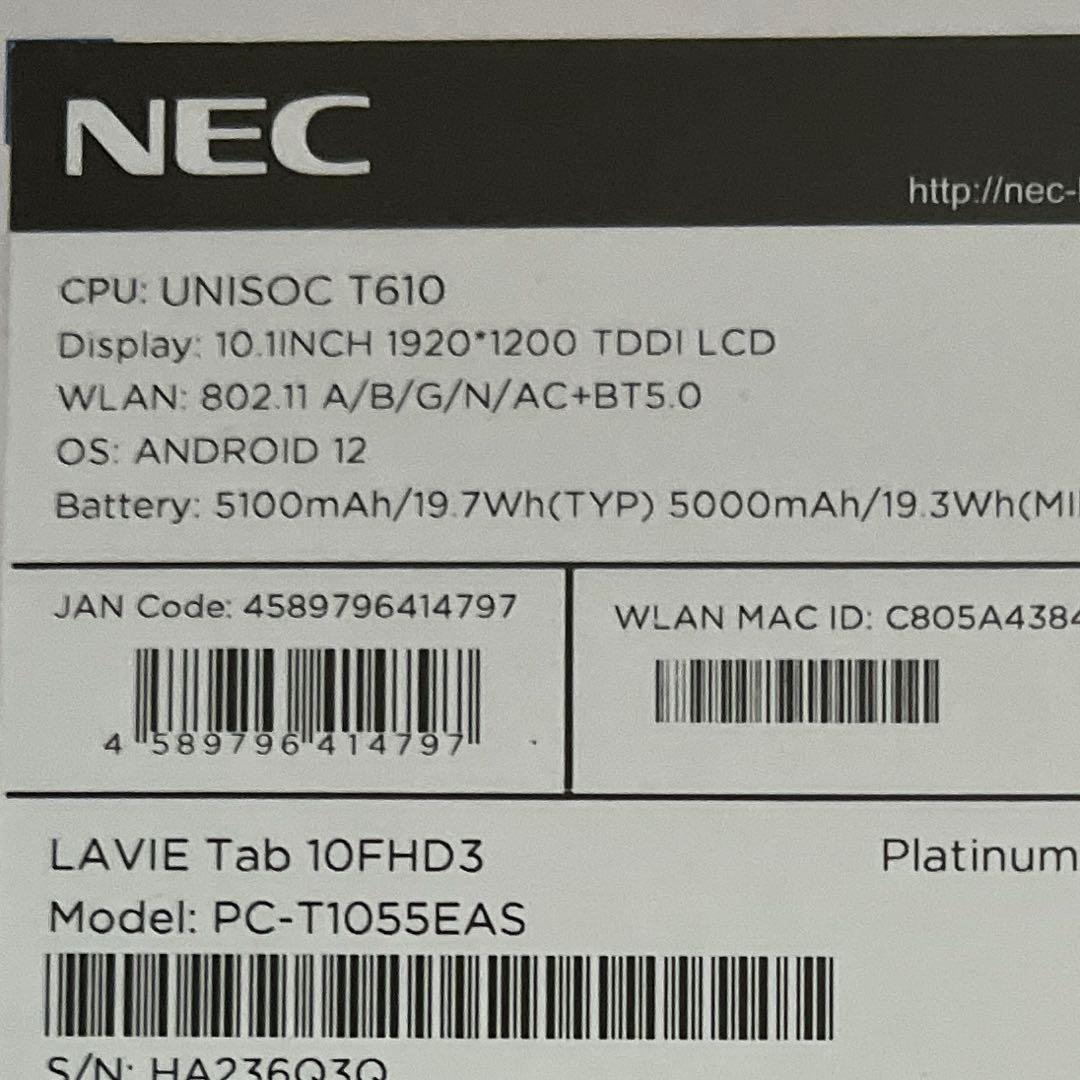 NEC
http://nec-
CPU: UNISOC T610
Display: 10.1INCH 1920*1200 TDDI LCD
WLAN: 802.11 A/B/G/N/AC+BT5.0
OS: ANDROID 12
Battery: 5100mAh/19.7Wh(TYP) 5000mAh/19.3Wh(MI
JAN Code: 4589796414797
4 589796 414797
WLAN MAC ID: C805A4384
LAVIE Tab 10FHD3
Platinum
Model: PC-T1055EAS
S/N: HA236Q3Q